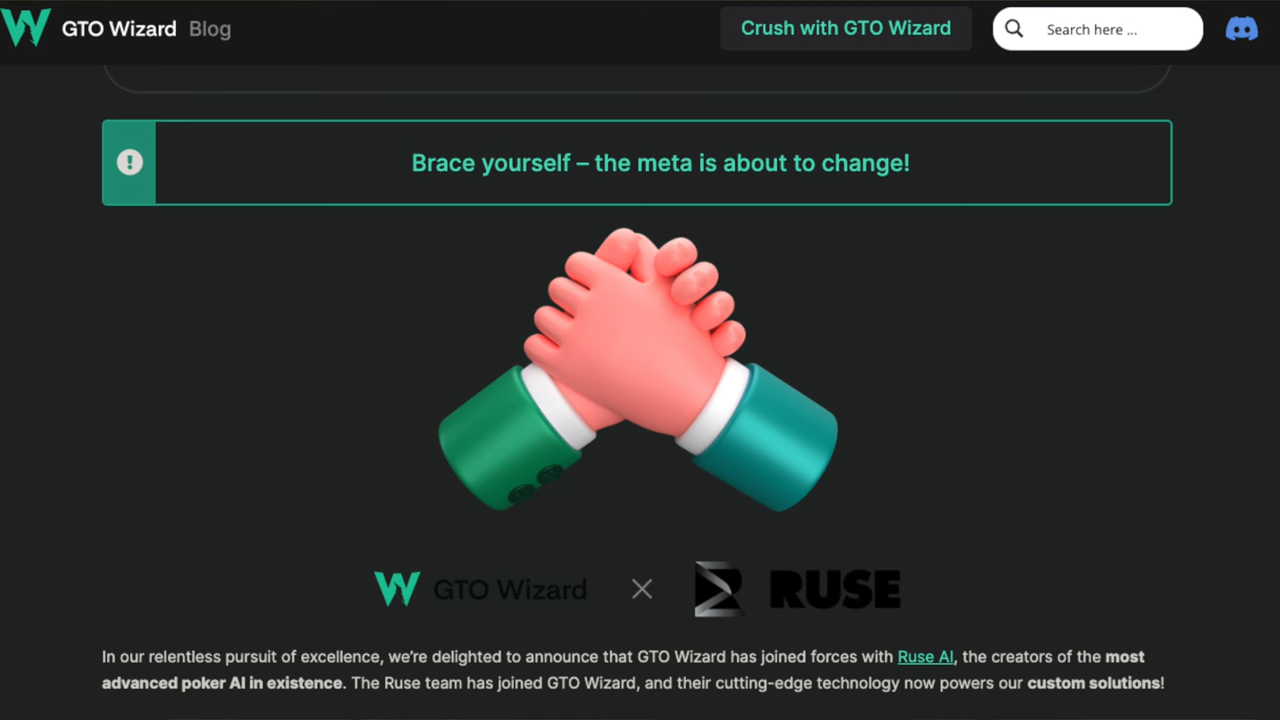 GTO Wizard Blog
Crush with GTO Wizard
Search here ...
Brace yourself – the meta is about to change!
GTO Wizard × RUSE
In our relentless pursuit of excellence, we're delighted to announce that GTO Wizard has joined forces with Ruse AI, the creators of the most
advanced poker AI in existence. The Ruse team has joined GTO Wizard, and their cutting-edge technology now powers our custom solutions!